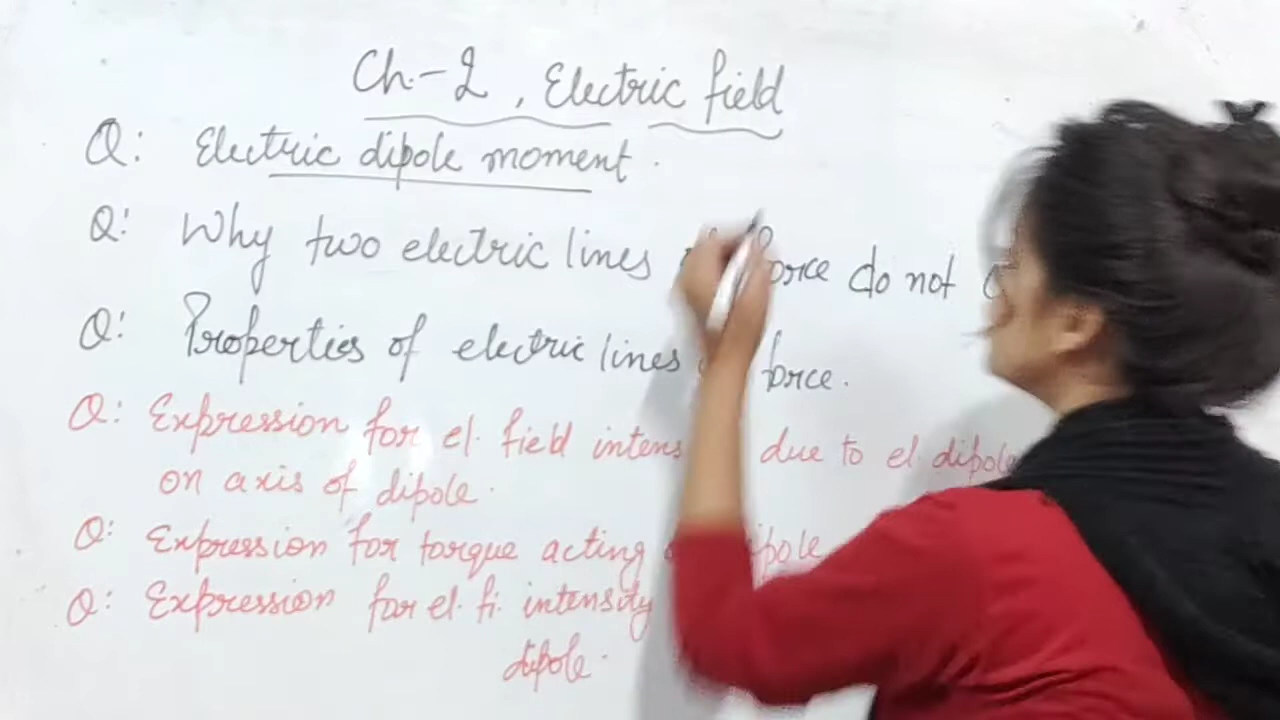 Ch.-2, Electric field
Q: Electric dipole moment.
Q: Why two electric lines force do not
Q: Properties of electric lines force.
Q: Expression for el. field due to el dipole
on axis of dipole.
Q: Expression for torque acting
Q: Expression for el. fi. intensity
dipole.